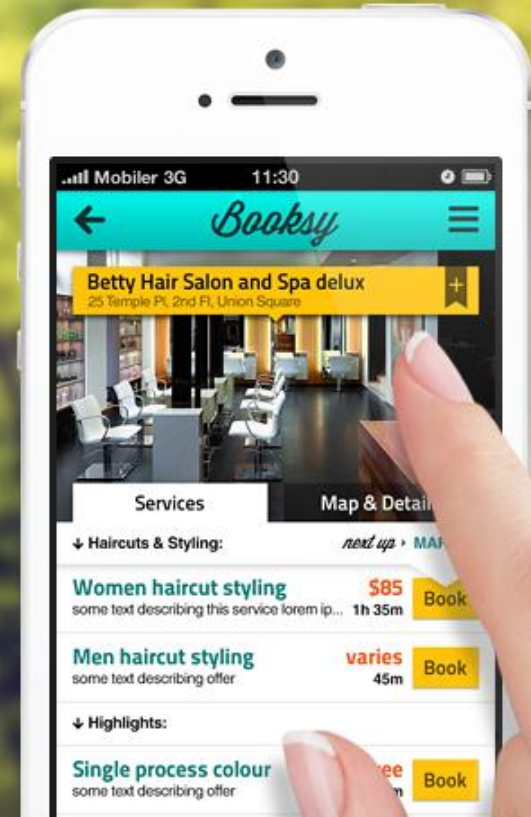 Mobiler 3G 11:30
Booksy
Betty Hair Salon and Spa delux
25 Temple Pl, 2nd Fl, Union Square
Services Map & Detai
↓ Haircuts & Styling: next up › MAR
Women haircut styling $85 Book
some text describing this service lorem ip... 1h 35m
Men haircut styling varies Book
some text describing offer 45m
↓ Highlights:
Single process colour Book
some text describing offer